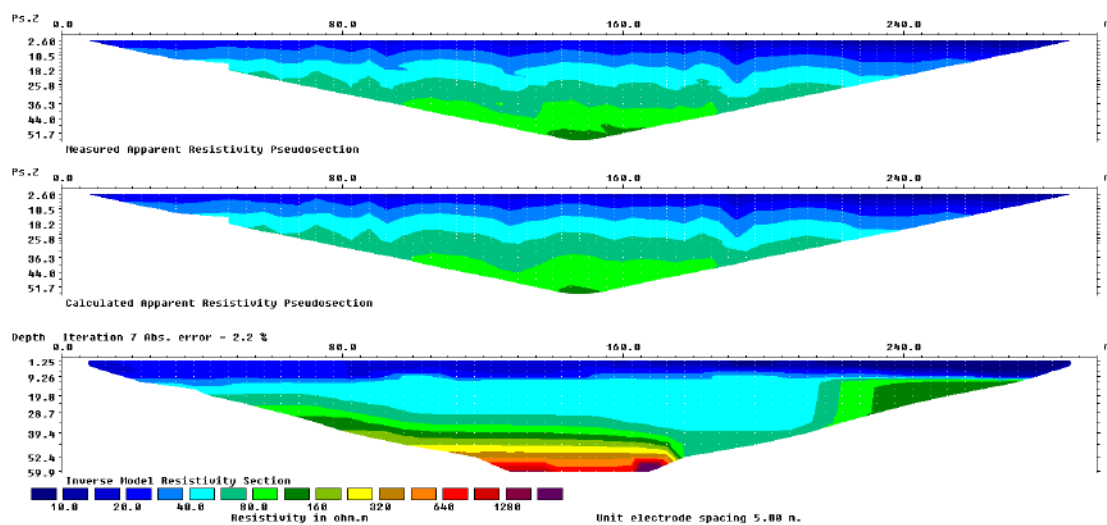 Ps.Z 0.0 80.0 160.0 240.0 m
2.60
10.5
18.2
25.8
36.3
44.0
51.7
Measured Apparent Resistivity Pseudosection
Ps.Z 0.0 80.0 160.0 240.0 m
2.60
10.5
18.2
25.8
36.3
44.0
51.7
Calculated Apparent Resistivity Pseudosection
Depth Iteration 7 Abs. error = 2.2 %
0.0 80.0 160.0 240.0 m
1.25
9.26
19.8
28.7
39.4
52.4
59.9
Inverse Model Resistivity Section
10.0 20.0 40.0 80.0 160 320 640 1280
Resistivity in ohm.m Unit electrode spacing 5.00 m.